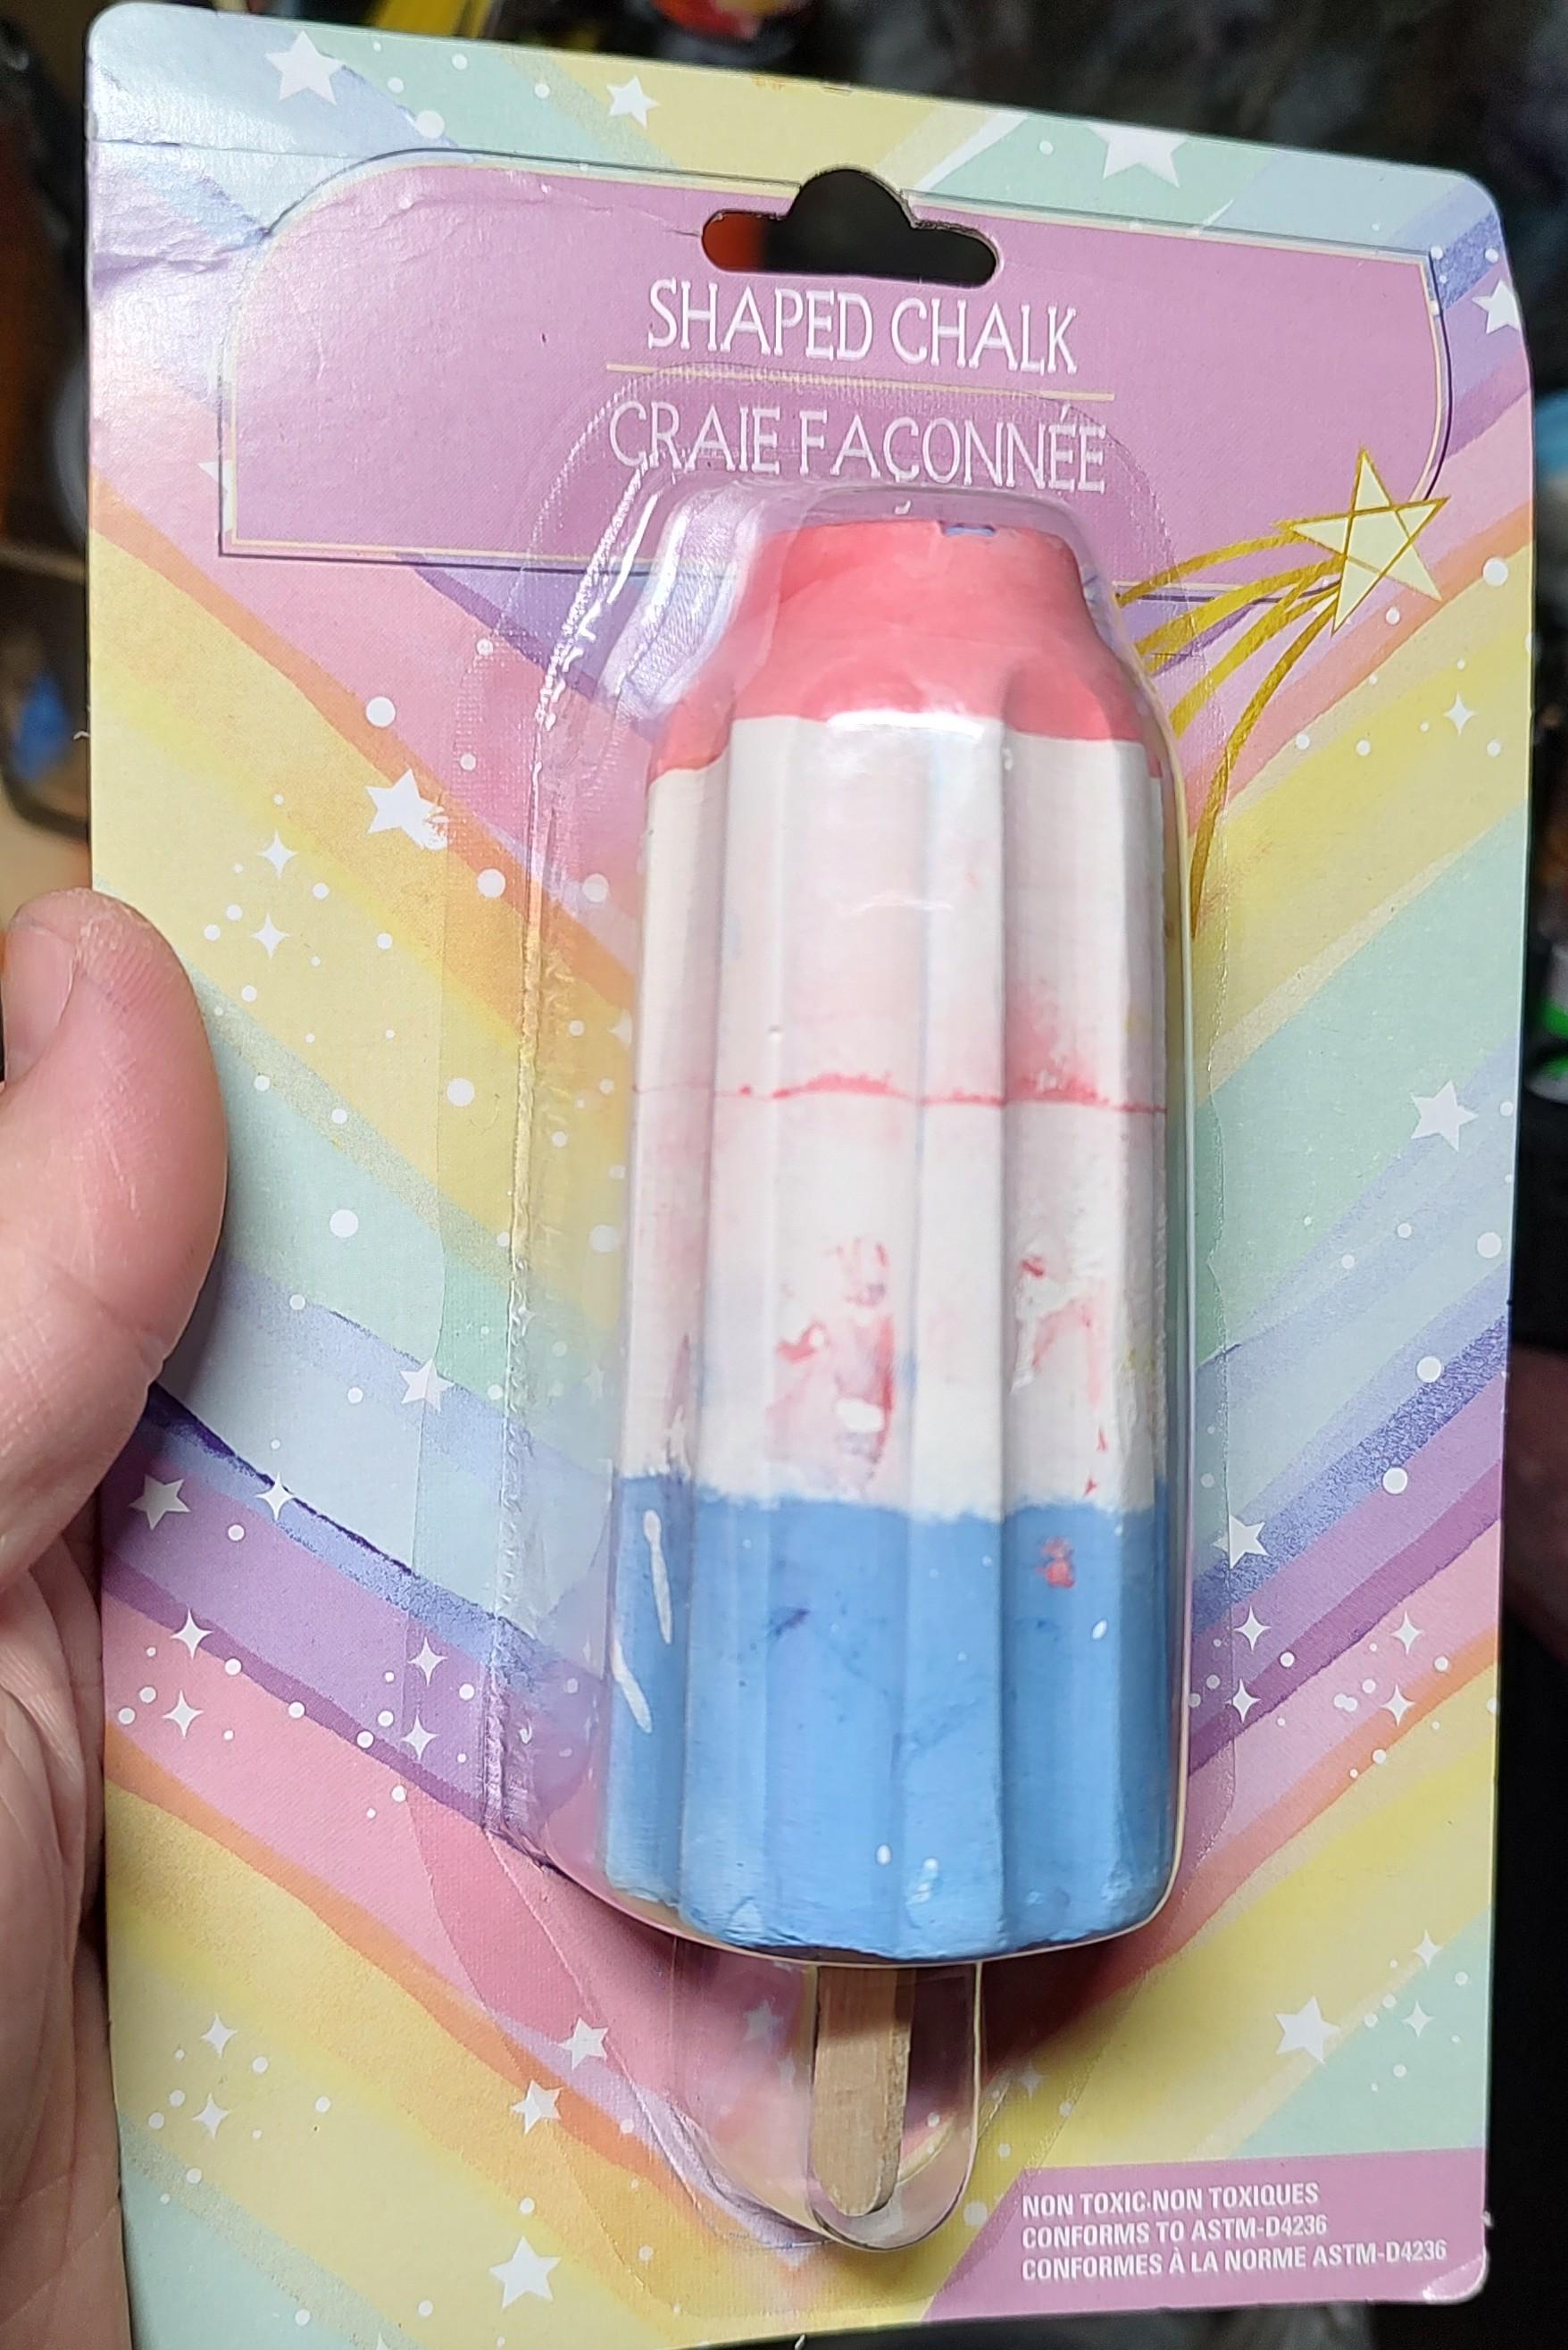 SHAPED CHALK
CRAIE FAÇONNÉE
NON TOXIC·NON TOXIQUES
CONFORMS TO ASTM-D4236
CONFORMES À LA NORME ASTM-D4236